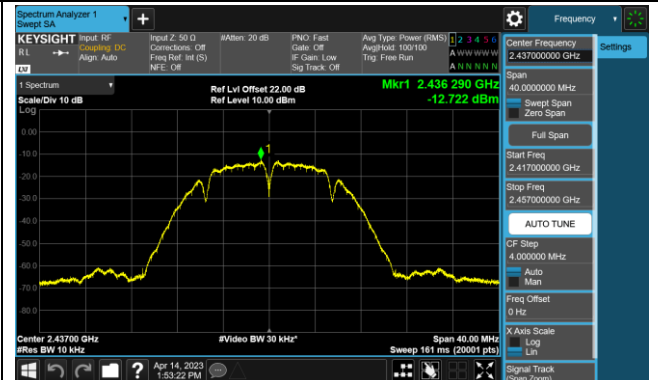 Spectrum Analyzer 1
Swept SA
+
Frequency
KEYSIGHT
RL
Input: RF
Coupling: DC
Align: Auto
Input Z: 50 Ω
Corrections: Off
Freq Ref: Int (S)
NFE: Off
#Atten: 20 dB
PNO: Fast
Gate: Off
IF Gain: Low
Sig Track: Off
Avg Type: Power (RMS)
Avg|Hold: 100/100
Trig: Free Run
1 2 3 4 5 6
A W W W W W
A N N N N N
Center Frequency
2.437000000 GHz
Settings
Span
40.0000000 MHz
Swept Span
Zero Span
Full Span
Start Freq
2.417000000 GHz
Stop Freq
2.457000000 GHz
AUTO TUNE
CF Step
4.000000 MHz
Auto
Man
Freq Offset
0 Hz
X Axis Scale
Log
Lin
Signal Track
(Span Zoom)
1 Spectrum
Scale/Div 10 dB
Log
Ref Lvl Offset 22.00 dB
Ref Level 10.00 dBm
Mkr1 2.436 290 GHz
-12.722 dBm
1
0.00
-10.0
-20.0
-30.0
-40.0
-50.0
-60.0
-70.0
-80.0
Center 2.43700 GHz
#Res BW 10 kHz
#Video BW 30 kHz*
Span 40.00 MHz
Sweep 161 ms (20001 pts)
?
Apr 14, 2023
1:53:22 PM